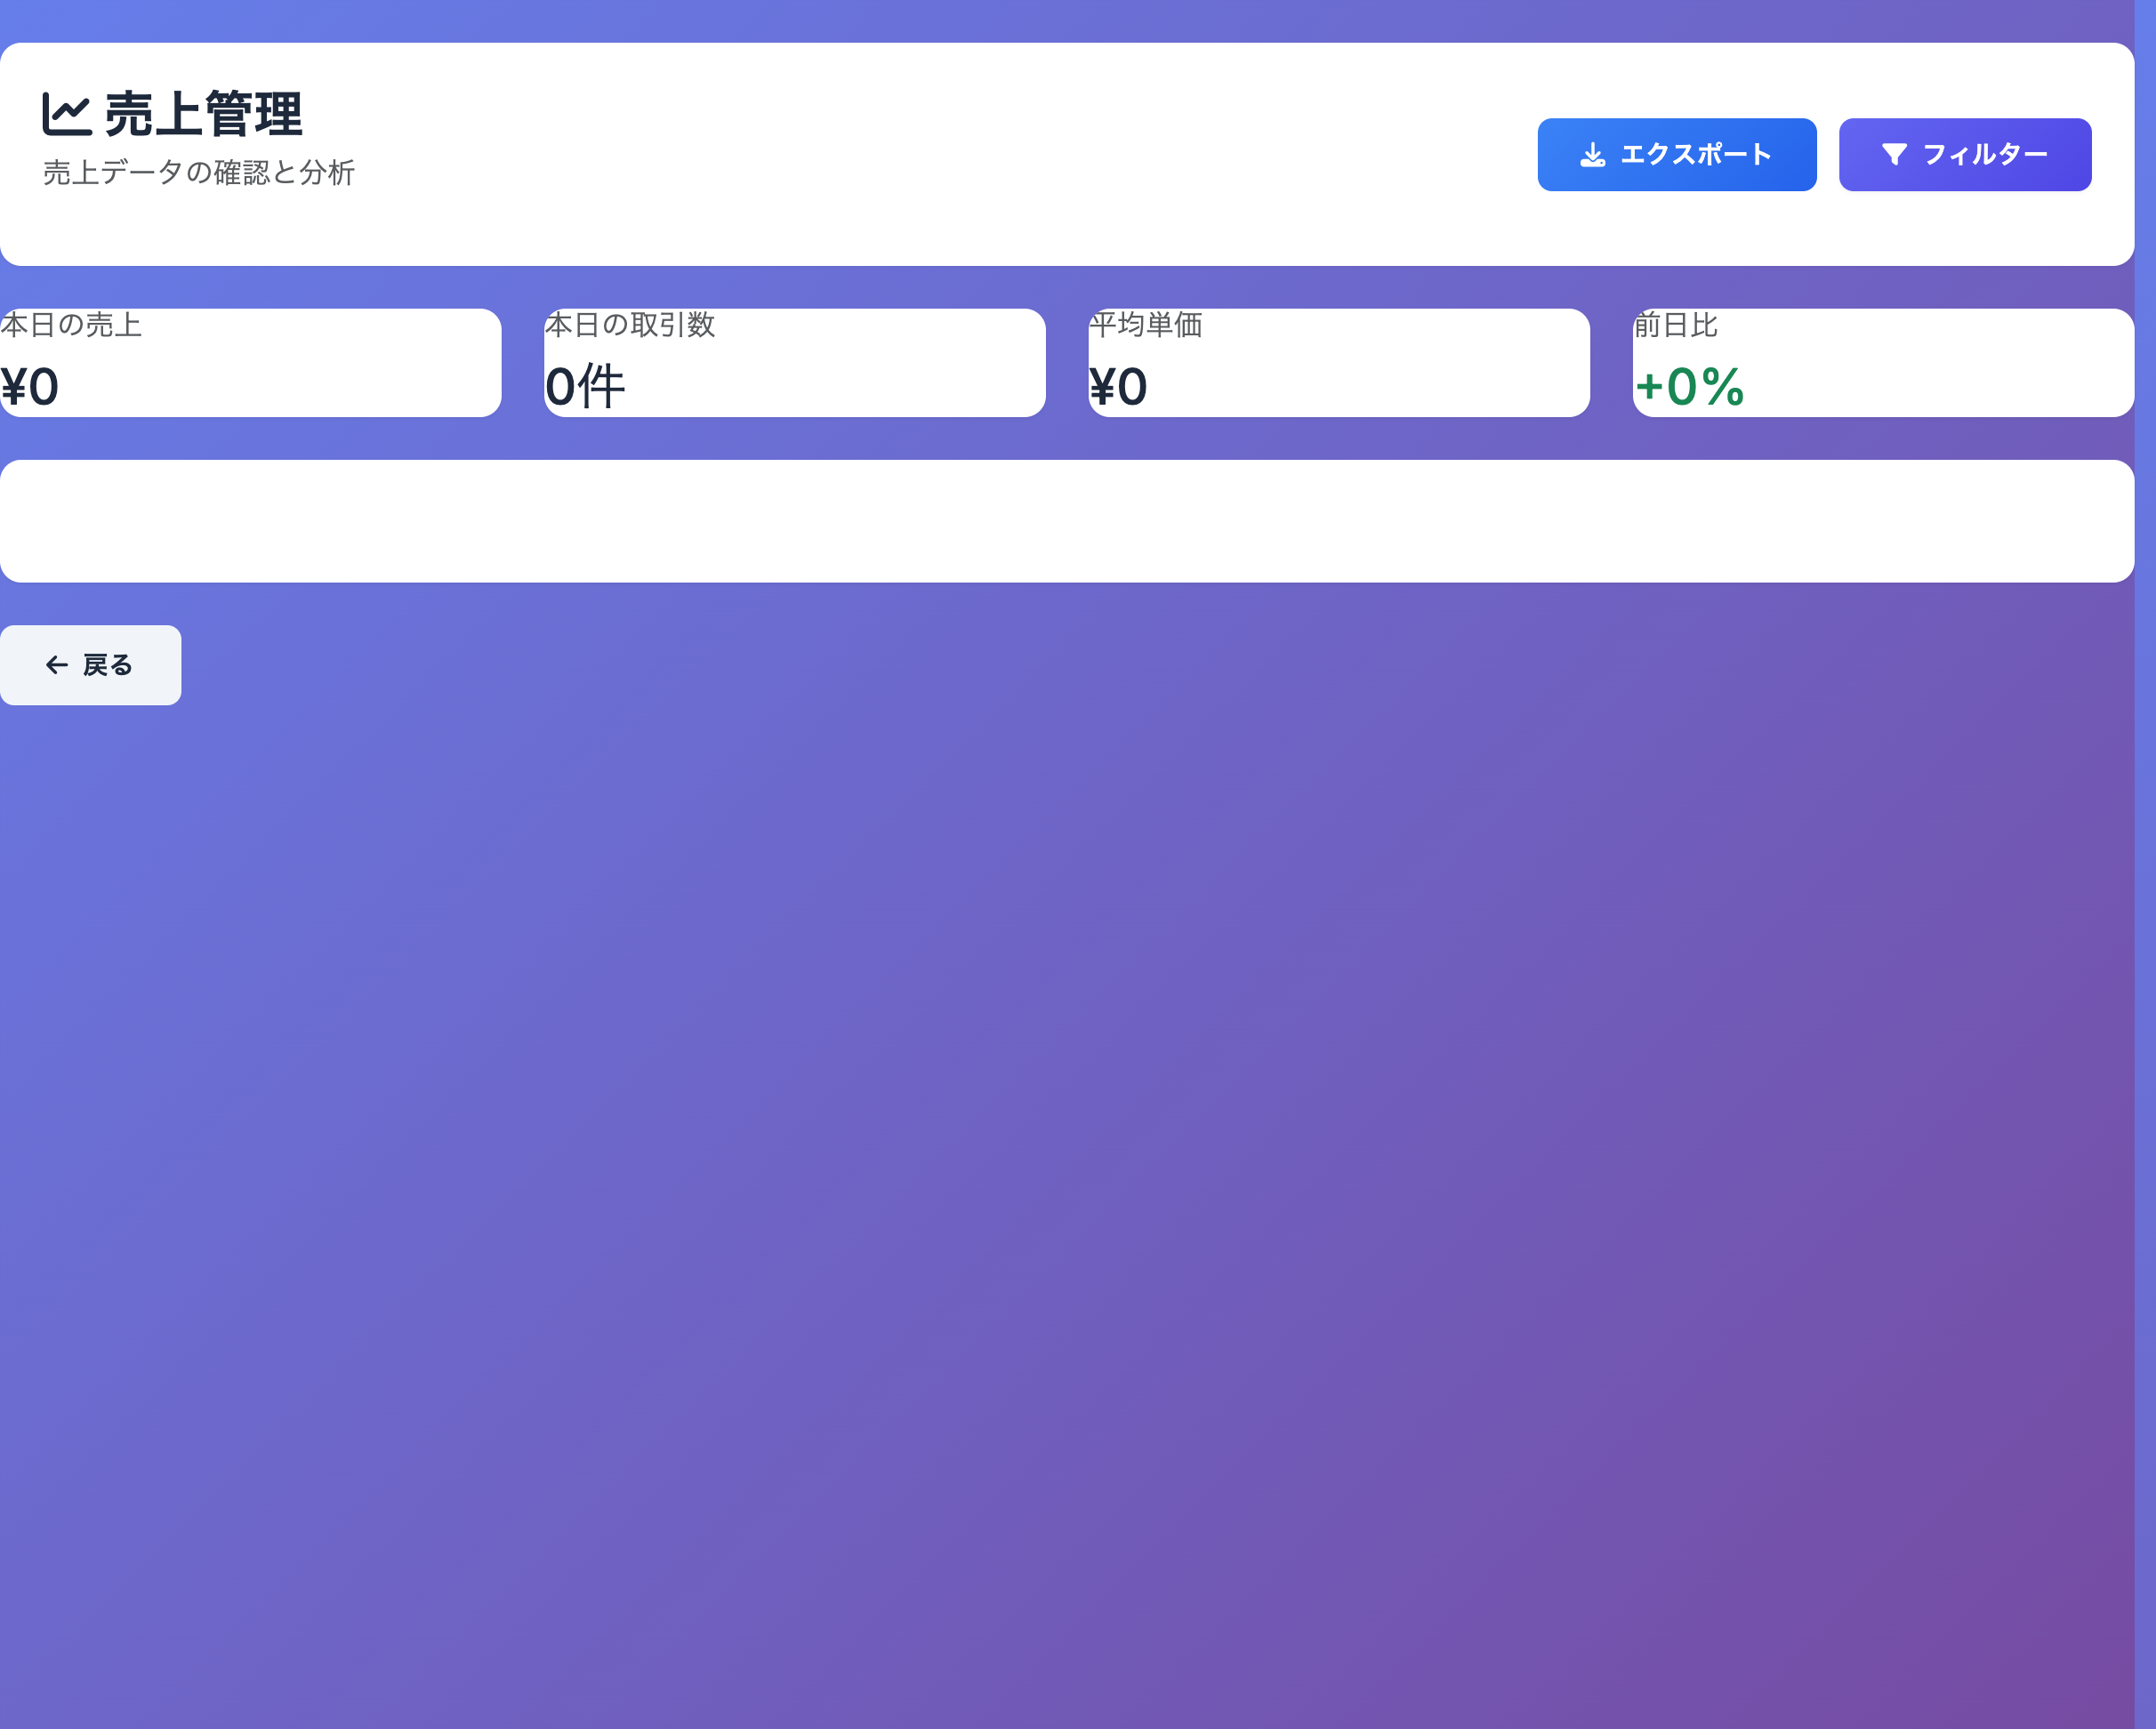 売上管理
売上データの確認と分析
エクスポート
フィルター
本日の売上
¥0
本日の取引数
0件
平均単価
¥0
前日比
+0%
戻る